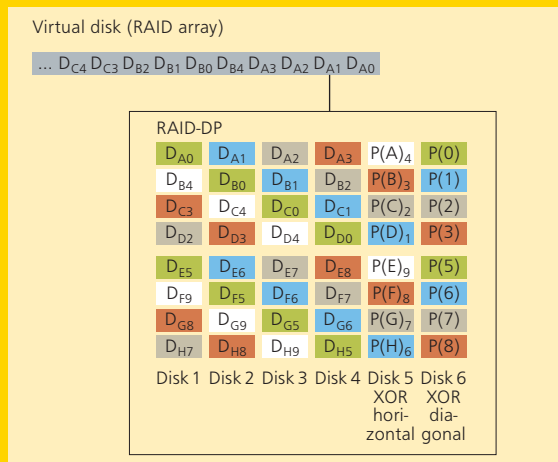 Virtual disk (RAID array)
... DC4 DC3 DB2 DB1 DB0 DB4 DA3 DA2 DA1 DA0
RAID-DP
DA0 DA1 DA2 DA3 P(A)4 P(0)
DB4 DB0 DB1 DB2 P(B)3 P(1)
DC3 DC4 DC0 DC1 P(C)2 P(2)
DD2 DD3 DD4 DD0 P(D)1 P(3)
DE5 DE6 DE7 DE8 P(E)9 P(5)
DF9 DF5 DF6 DF7 P(F)8 P(6)
DG8 DG9 DG5 DG6 P(G)7 P(7)
DH7 DH8 DH9 DH5 P(H)6 P(8)
Disk 1 Disk 2 Disk 3 Disk 4 Disk 5 Disk 6
XOR XOR
hori- dia-
zontal gonal